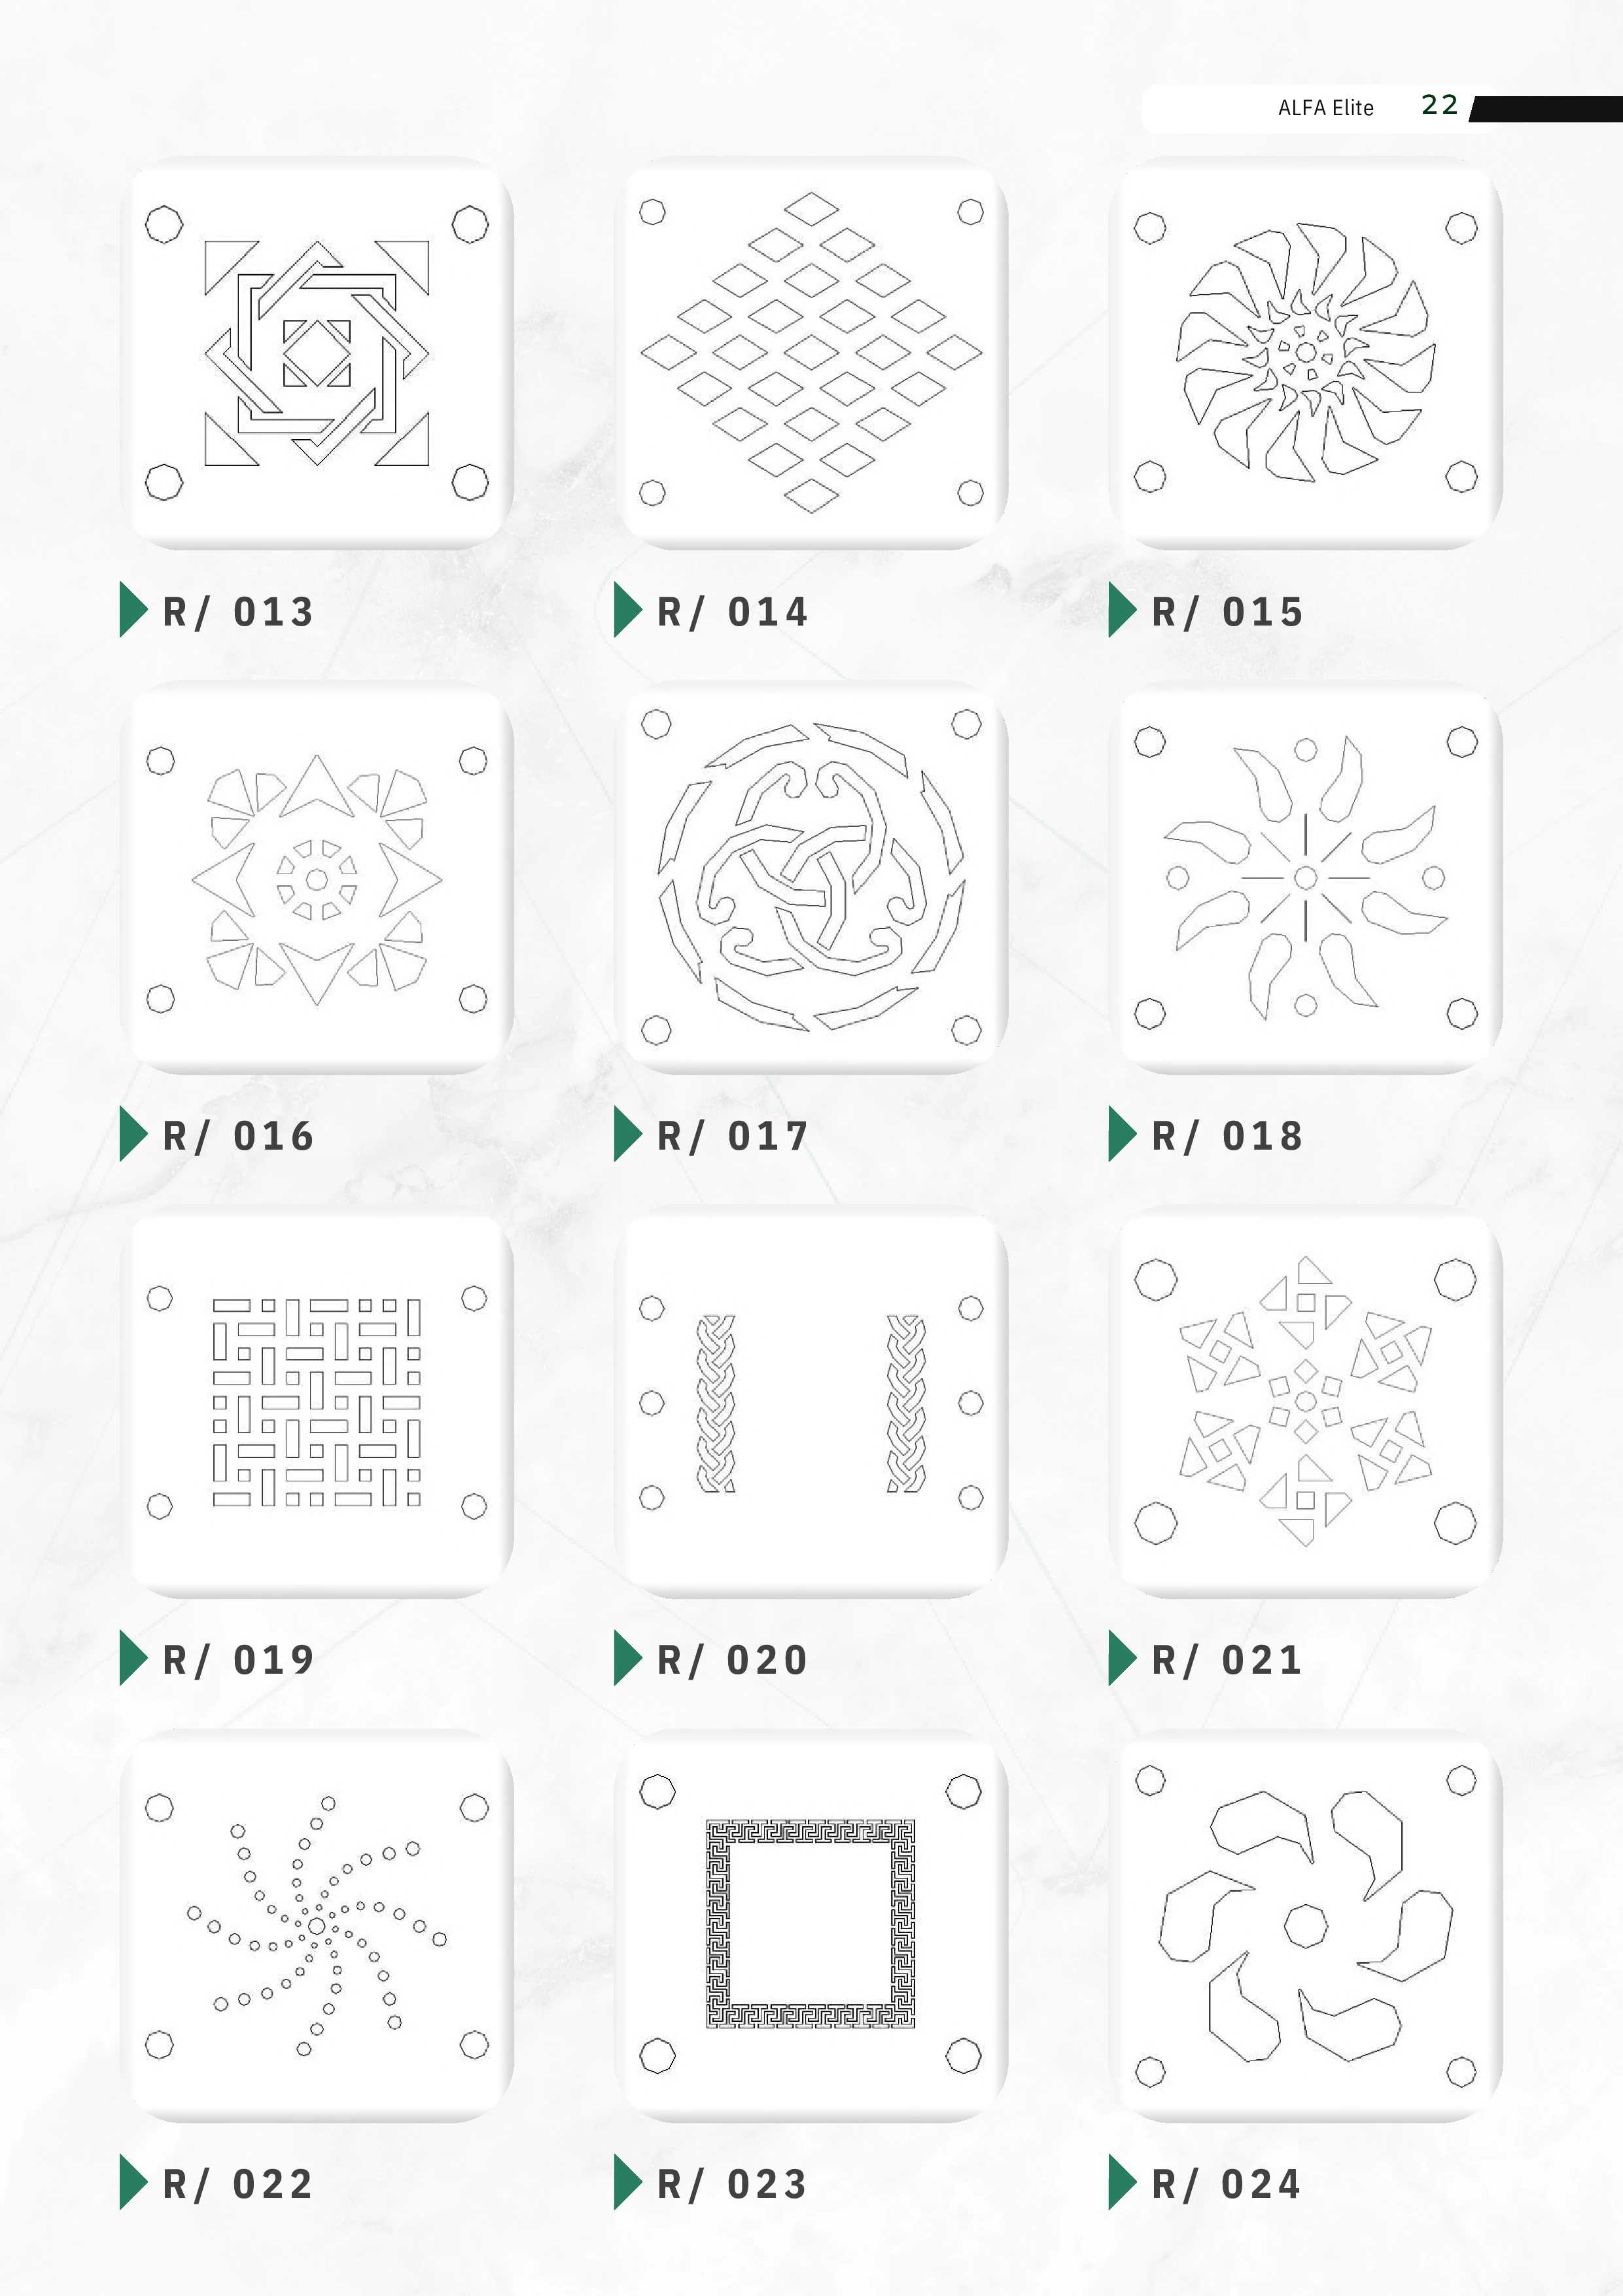 ALFA Elite 22
R/ 013
R/ 014
R/ 015
R/ 016
R/ 017
R/ 018
R/ 019
R/ 020
R/ 021
R/ 022
R/ 023
R/ 024